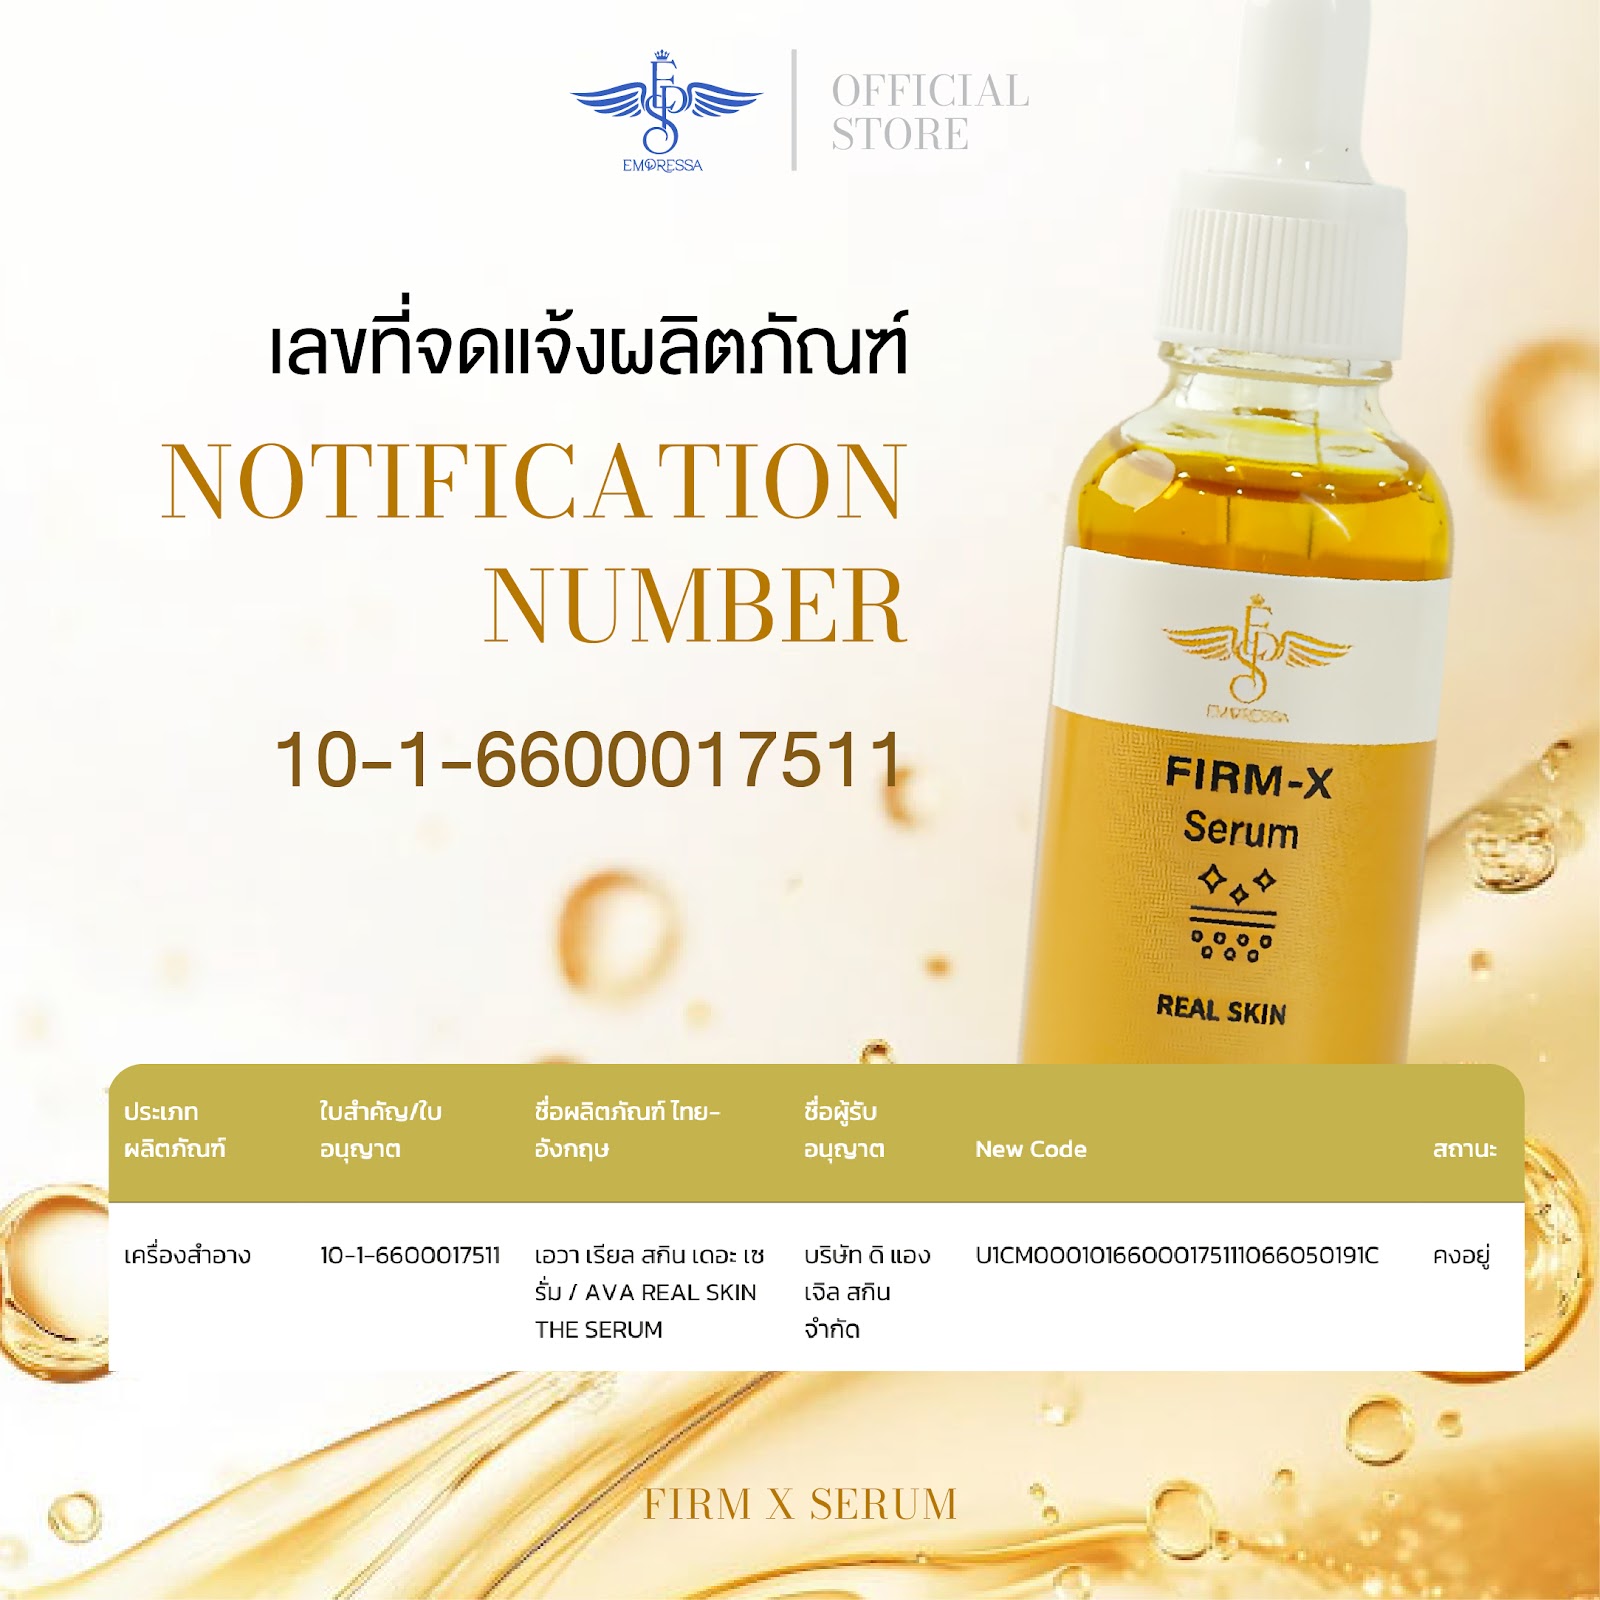 EPS
EMPRESSA
OFFICIAL
STORE
เลขที่จดแจ้งผลิตภัณฑ์
NOTIFICATION
NUMBER
10-1-6600017511
EPS
EMPRESSA
FIRM-X
Serum
REAL SKIN
ประเภท
ผลิตภัณฑ์
ใบสำคัญ/ใบ
อนุญาต
ชื่อผลิตภัณฑ์ ไทย-
อังกฤษ
ชื่อผู้รับ
อนุญาต
New Code
สถานะ
เครื่องสำอาง
10-1-6600017511
เอวา เรียล สกิน เดอะ เซ
รั่ม / AVA REAL SKIN
THE SERUM
บริษัท ดิ แอง
เจิล สกิน
จำกัด
U1CM000101660001751111066050191C
คงอยู่
FIRM X SERUM